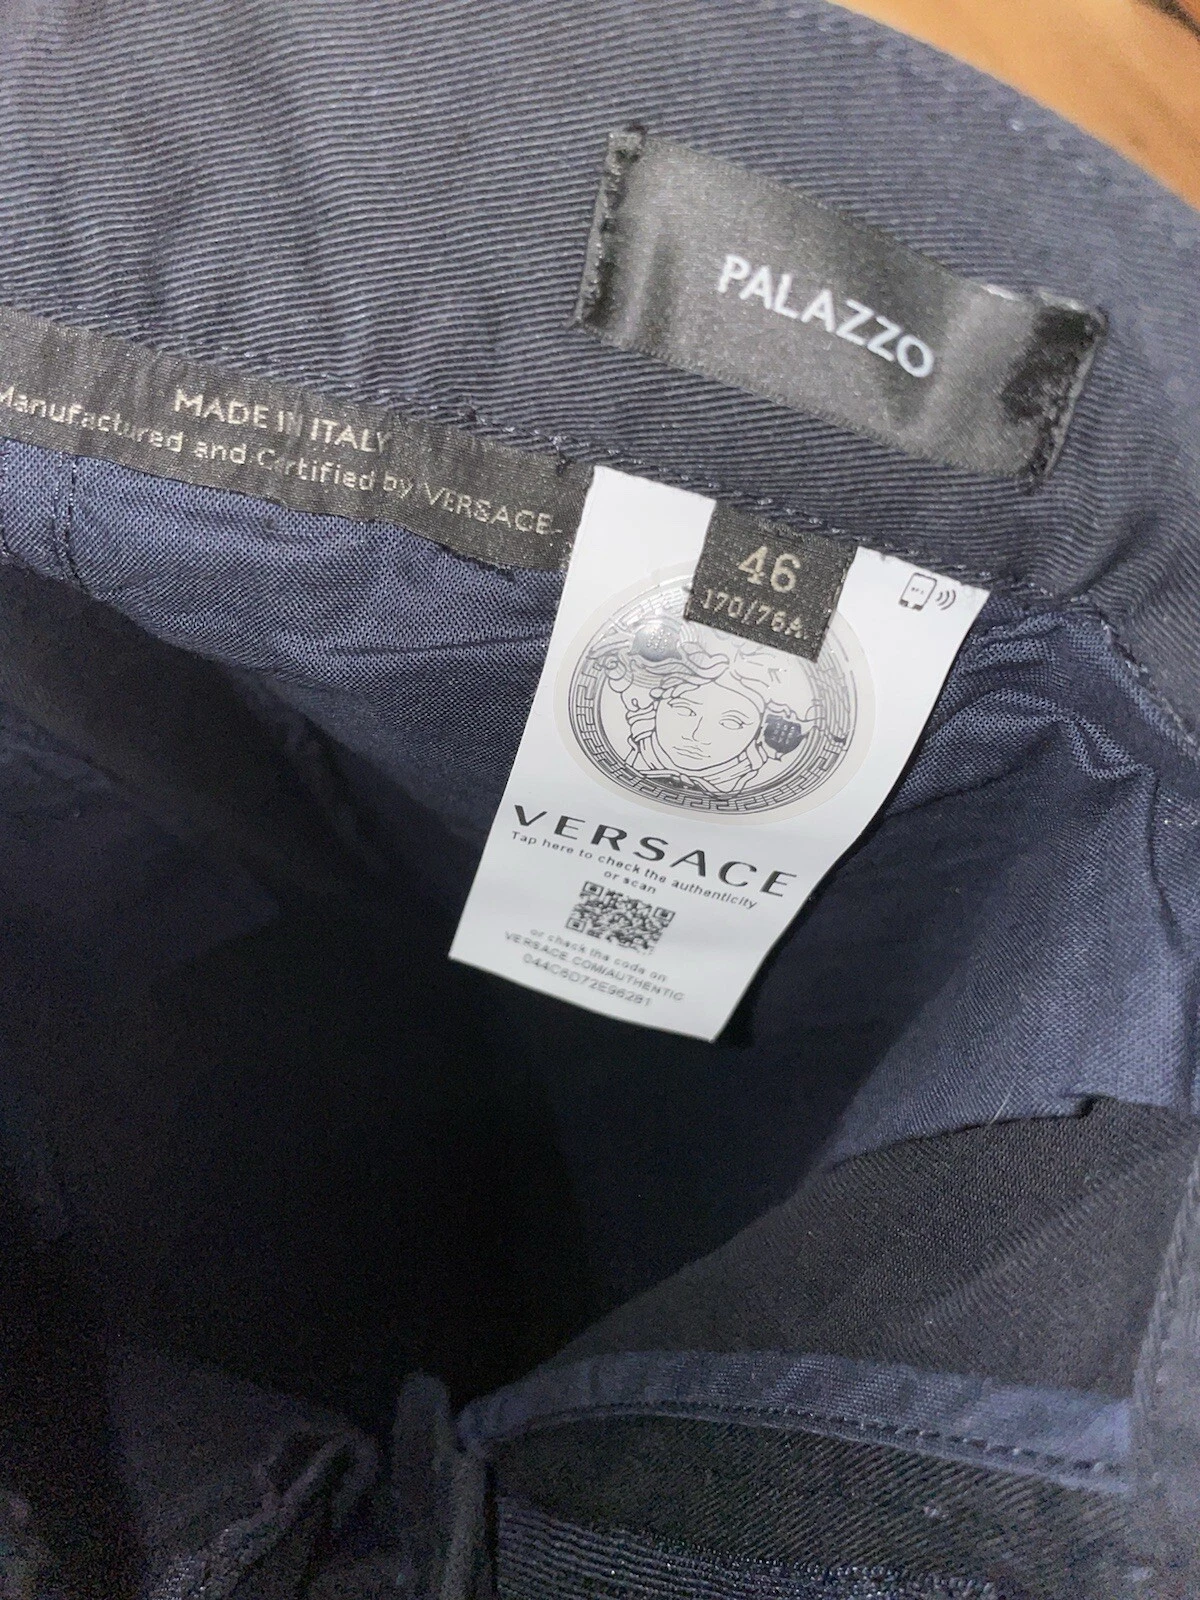 PALAZZO
MADE IN ITALY
Manufactured and Certified by VERSACE
46
170/76A
VERSACE
Tap here to check the authenticity
or scan
or check the code on
VERSACE.COM/AUTHENTIC
044C6D72E96281